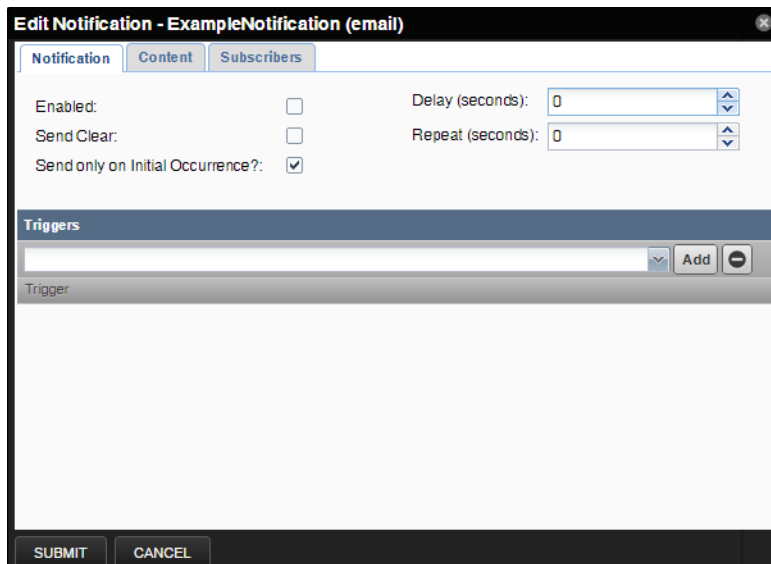 Edit Notification - ExampleNotification (email)
Notification Content Subscribers
Enabled: Delay (seconds): 0
Send Clear: Repeat (seconds): 0
Send only on Initial Occurrence?:
Triggers
Add
Trigger
SUBMIT CANCEL